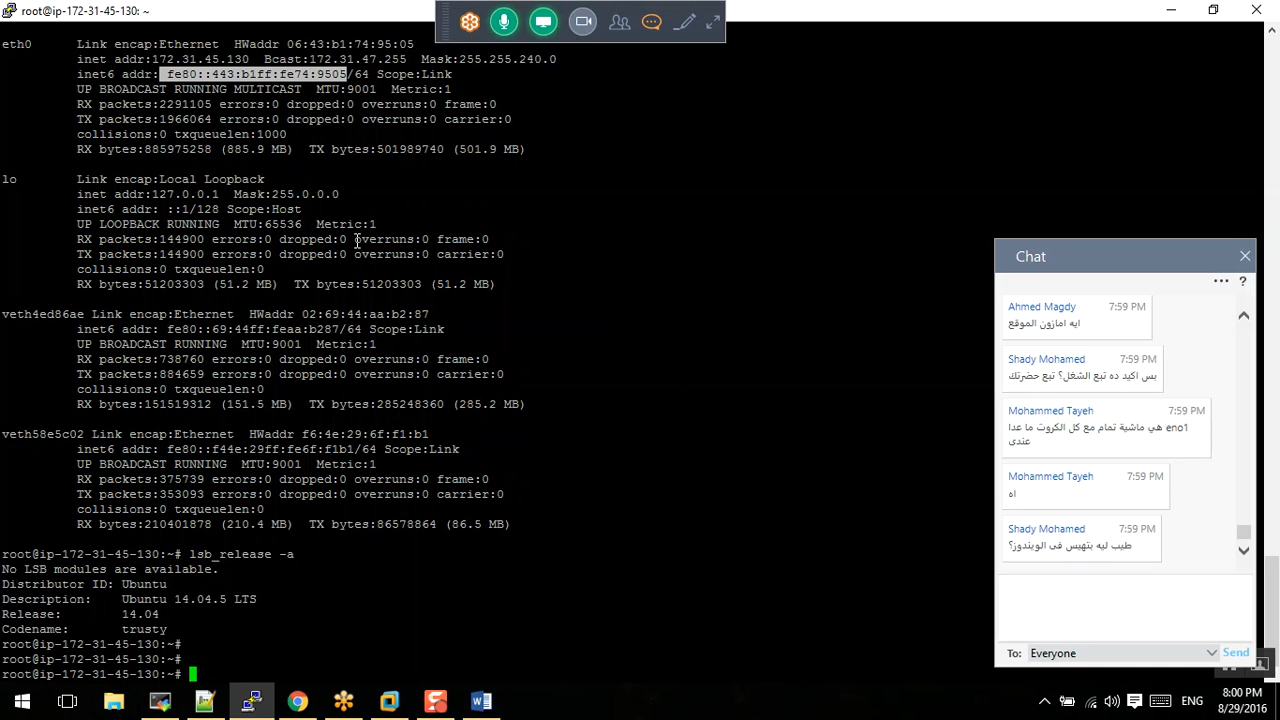 root@ip-172-31-45-130: ~
eth0 Link encap:Ethernet HWaddr 06:43:b1:74:95:05
inet addr:172.31.45.130 Bcast:172.31.47.255 Mask:255.255.240.0
inet6 addr: fe80::443:b1ff:fe74:9505/64 Scope:Link
UP BROADCAST RUNNING MULTICAST MTU:9001 Metric:1
RX packets:2291105 errors:0 dropped:0 overruns:0 frame:0
TX packets:1966064 errors:0 dropped:0 overruns:0 carrier:0
collisions:0 txqueuelen:1000
RX bytes:885975258 (885.9 MB) TX bytes:501989740 (501.9 MB)
lo Link encap:Local Loopback
inet addr:127.0.0.1 Mask:255.0.0.0
inet6 addr: ::1/128 Scope:Host
UP LOOPBACK RUNNING MTU:65536 Metric:1
RX packets:144900 errors:0 dropped:0 overruns:0 frame:0
TX packets:144900 errors:0 dropped:0 overruns:0 carrier:0
collisions:0 txqueuelen:0
RX bytes:51203303 (51.2 MB) TX bytes:51203303 (51.2 MB)
veth4ed86ae Link encap:Ethernet HWaddr 02:69:44:aa:b2:87
inet6 addr: fe80::69:44ff:feaa:b287/64 Scope:Link
UP BROADCAST RUNNING MTU:9001 Metric:1
RX packets:738760 errors:0 dropped:0 overruns:0 frame:0
TX packets:884659 errors:0 dropped:0 overruns:0 carrier:0
collisions:0 txqueuelen:0
RX bytes:151519312 (151.5 MB) TX bytes:285248360 (285.2 MB)
veth58e5c02 Link encap:Ethernet HWaddr f6:4e:29:6f:f1:b1
inet6 addr: fe80::f44e:29ff:fe6f:f1b1/64 Scope:Link
UP BROADCAST RUNNING MTU:9001 Metric:1
RX packets:375739 errors:0 dropped:0 overruns:0 frame:0
TX packets:353093 errors:0 dropped:0 overruns:0 carrier:0
collisions:0 txqueuelen:0
RX bytes:210401878 (210.4 MB) TX bytes:86578864 (86.5 MB)
root@ip-172-31-45-130:~# lsb_release -a
No LSB modules are available.
Distributor ID: Ubuntu
Description: Ubuntu 14.04.5 LTS
Release: 14.04
Codename: trusty
root@ip-172-31-45-130:~#
root@ip-172-31-45-130:~#
root@ip-172-31-45-130:~#
Chat
Ahmed Magdy 7:59 PM
ايه امازون الموقع
Shady Mohamed 7:59 PM
بس اكيد ده تبع الشغل؟ تبع حضرتك
Mohammed Tayeh 7:59 PM
هي ماشية تمام مع كل الكروت ما عدا eno1
عندى
Mohammed Tayeh 7:59 PM
اه
Shady Mohamed 7:59 PM
طيب ليه بتهيس فى الويندوز؟
To: Everyone Send
ENG
8:00 PM
8/29/2016